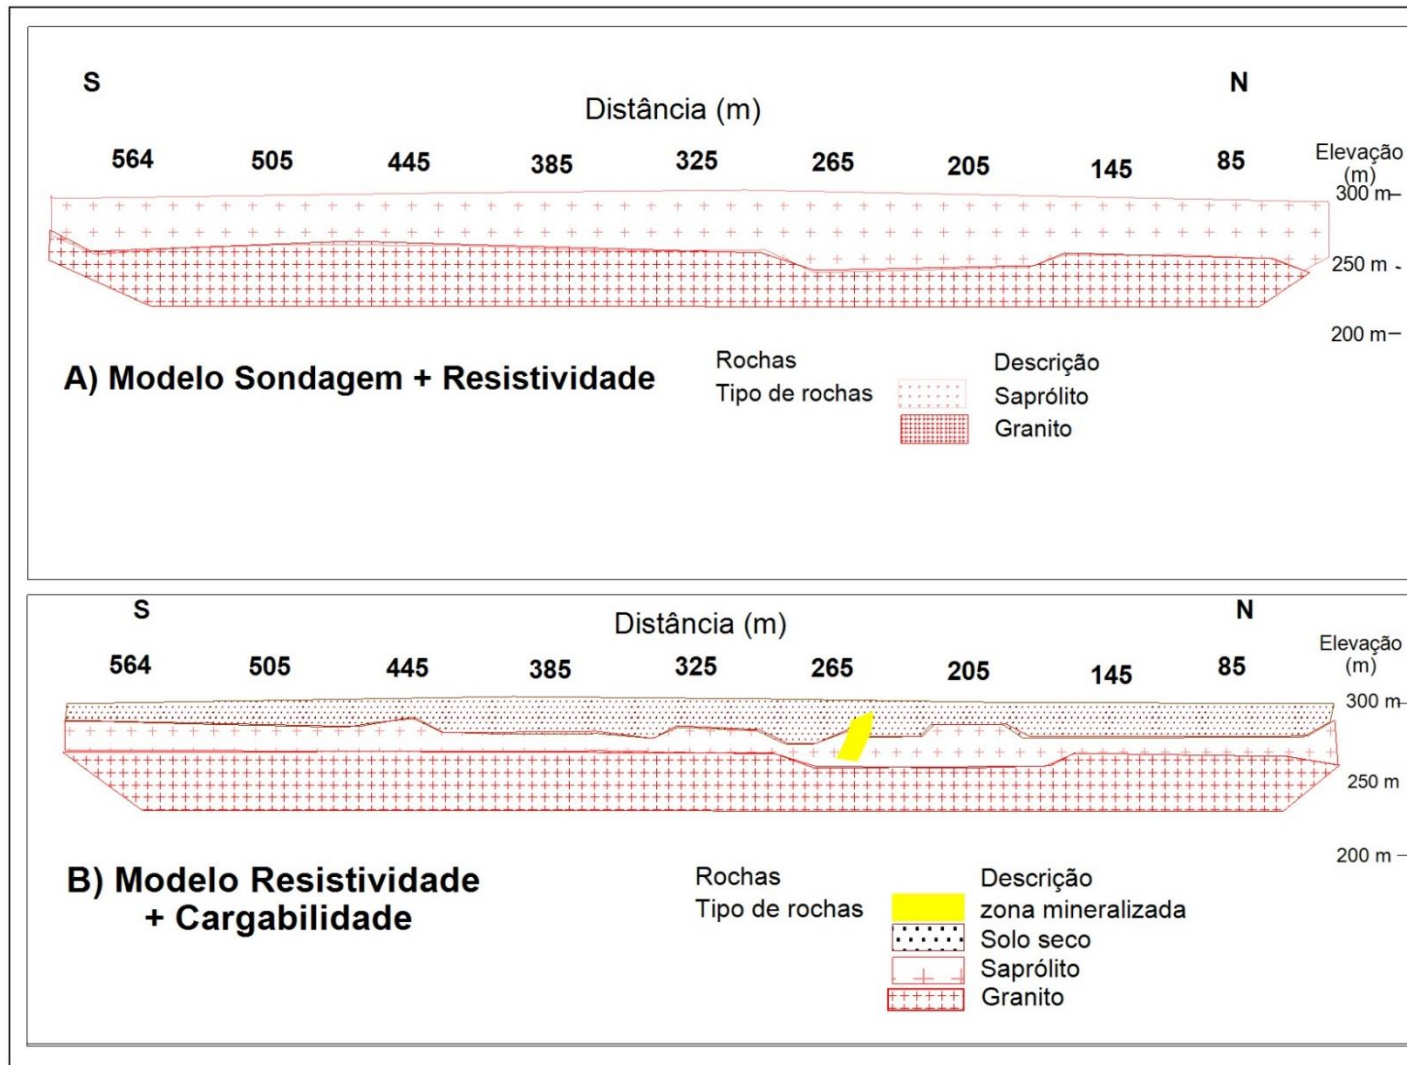 S
N
Distância (m)
564 505 445 385 325 265 205 145 85
Elevação
(m)
300 m
250 m
200 m
A) Modelo Sondagem + Resistividade
Rochas Descrição
Tipo de rochas Saprólito
Granito
S
N
Distância (m)
564 505 445 385 325 265 205 145 85
Elevação
(m)
300 m
250 m
200 m
B) Modelo Resistividade
+ Cargabilidade
Rochas Descrição
Tipo de rochas zona mineralizada
Solo seco
Saprólito
Granito